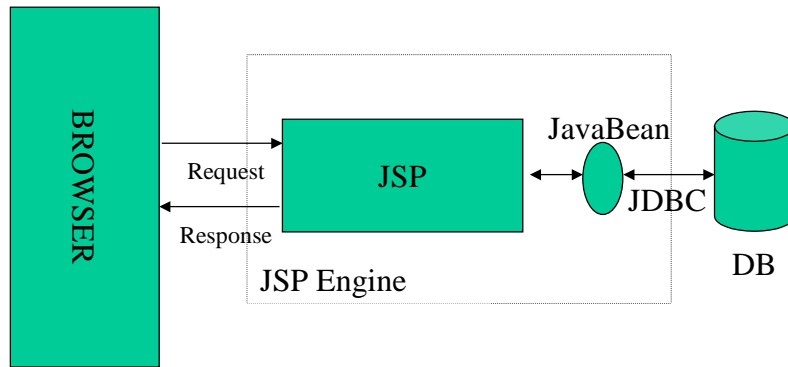 BROWSER
Request
Response
JSP
JSP Engine
JavaBean
JDBC
DB